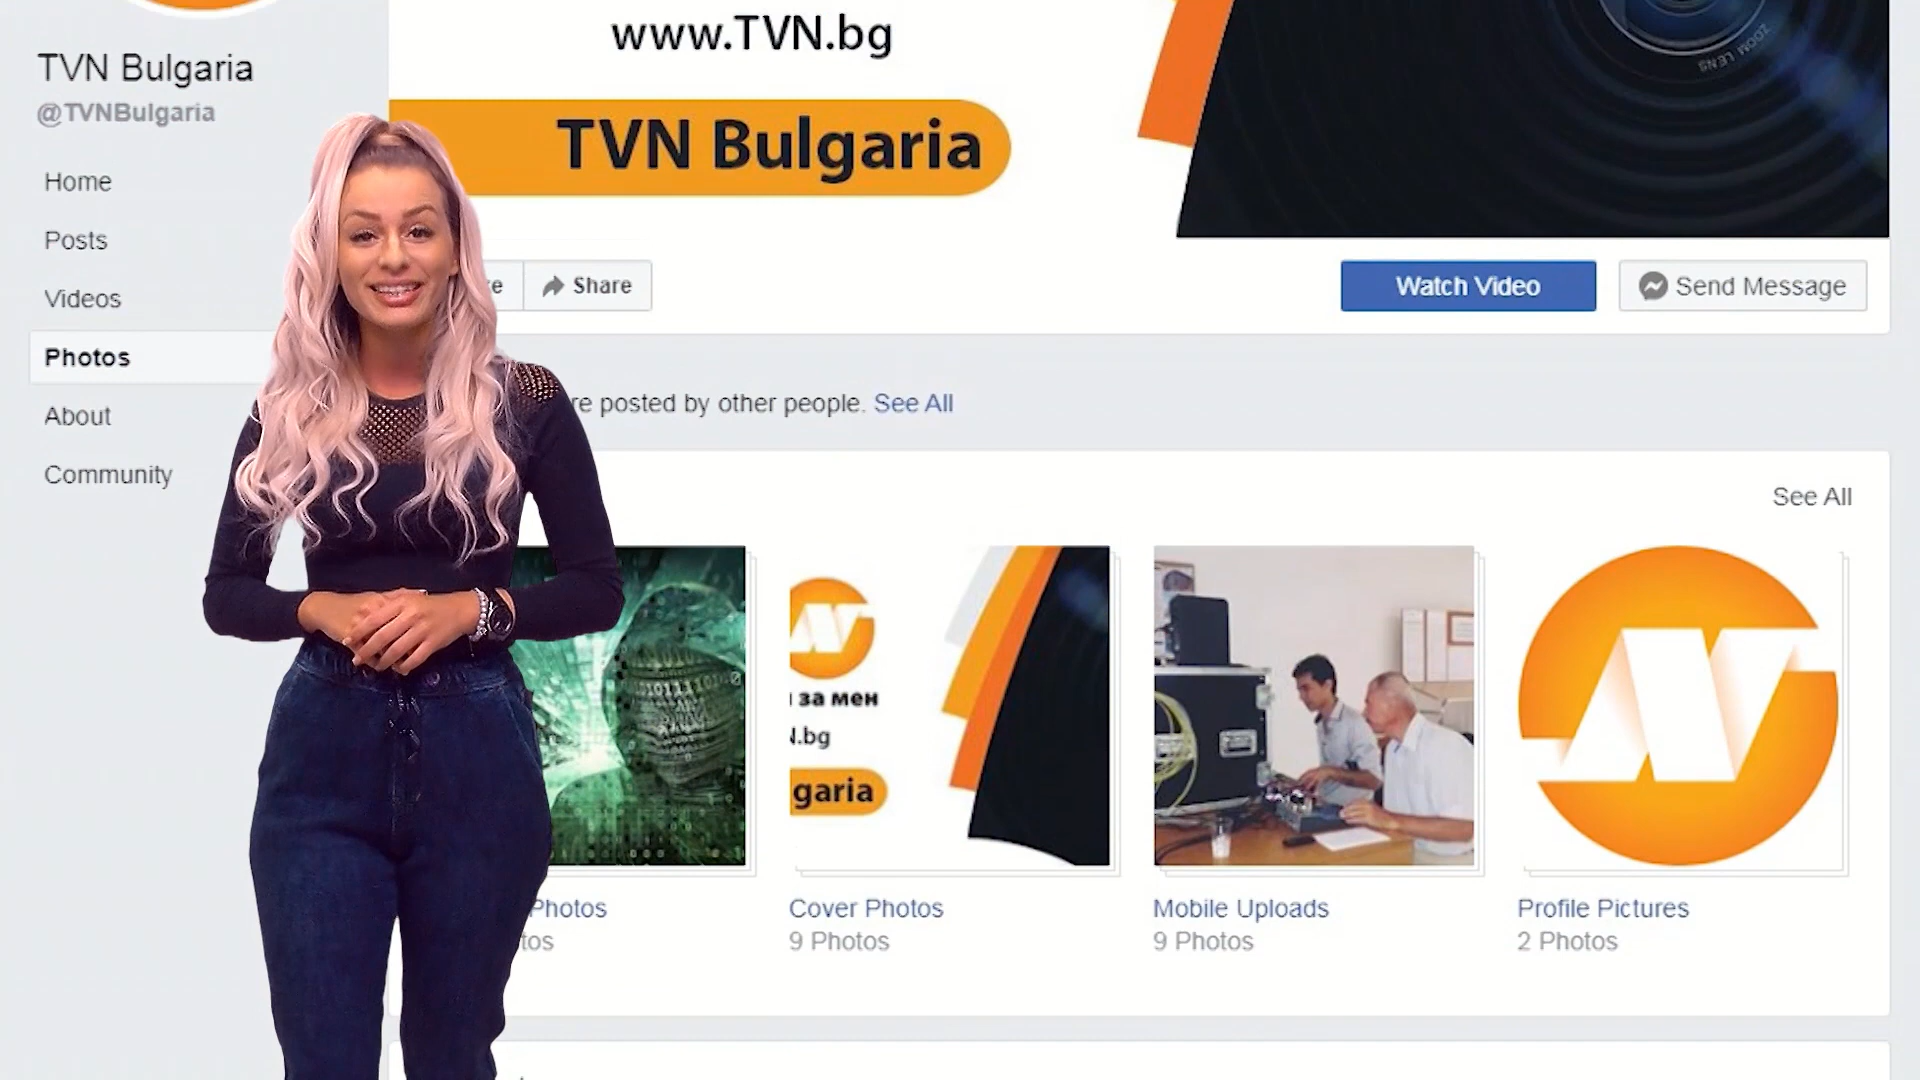 TVN Bulgaria
@TVNBulgaria
Home
Posts
Videos
Photos
About
Community
www.TVN.bg
TVN Bulgaria
ZOOM LENS
Share
Watch Video
Send Message
posted by other people. See All
See All
за мен
.bg
garia
Photos
Cover Photos
9 Photos
Mobile Uploads
9 Photos
Profile Pictures
2 Photos